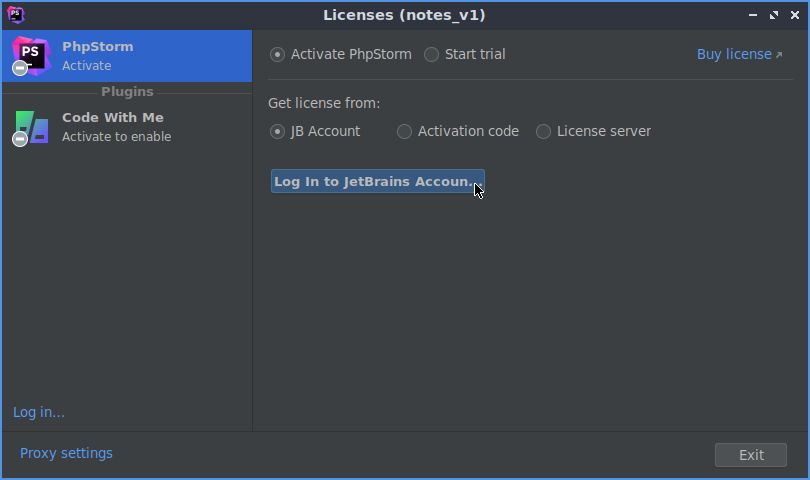 PS
Licenses (notes_v1)
PS
PhpStorm
Activate
Plugins
Code With Me
Activate to enable
Log in...
Activate PhpStorm
Start trial
Buy license
Get license from:
JB Account
Activation code
License server
Log In to JetBrains Accoun...
Proxy settings
Exit